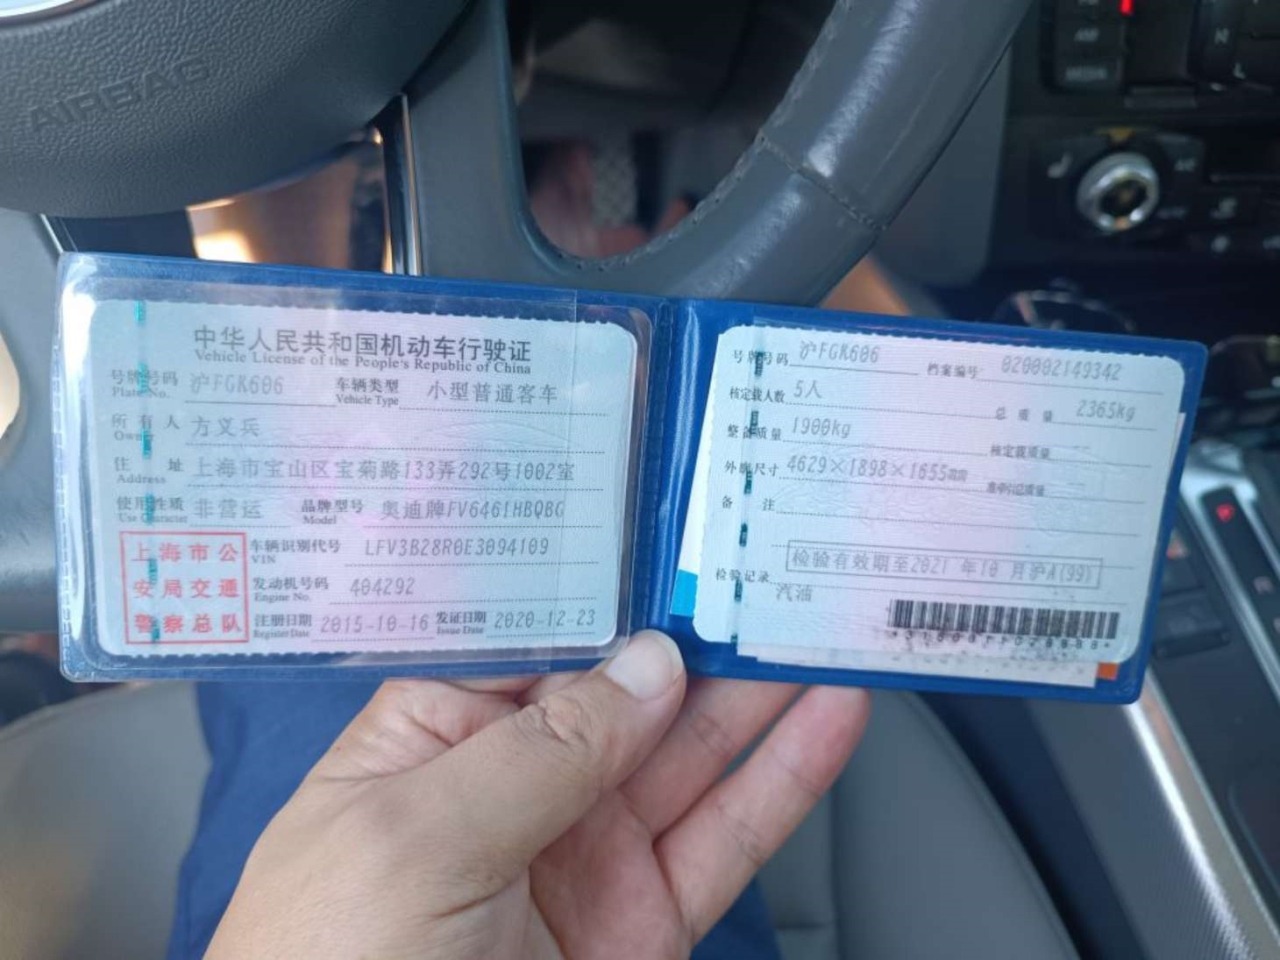 AIRBAG
MEDIA
中华人民共和国机动车行驶证
Vehicle License of the People's Republic of China
号牌号码 Plate No. 沪FGK606 车辆类型 Vehicle Type 小型普通客车
所有人 Owner 方义兵
住址 Address 上海市宝山区宝菊路133弄292号1002室
使用性质 Use Character 非营运 品牌型号 Model 奥迪牌FV6461HBQBG
上海市公安局交通警察总队
车辆识别代号 VIN LFV3B28R0E3094109
发动机号码 Engine No. 404292
注册日期 Register Date 2015-10-16 发证日期 Issue Date 2020-12-23
号牌号码 沪FGK606 档案编号 020002149342
核定载人数 5人 总质量 2365kg
整备质量 1900kg 核定载质量 --
外廓尺寸 4629×1898×1655 准牵引总质量 --
备注
检验有效期至2021年10月沪A(99)
检验记录
汽油